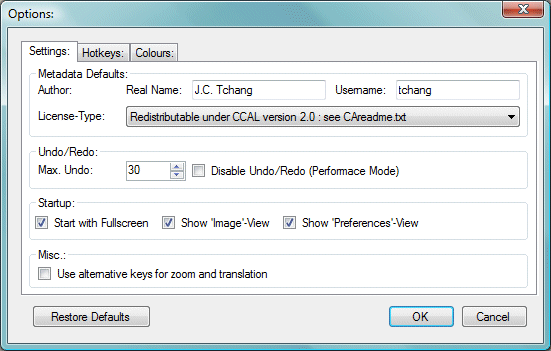 Options:
Settings: Hotkeys: Colours:
Metadata Defaults:
Author: Real Name: J.C. Tchang Username: tchang
License-Type: Redistributable under CCAL version 2.0 : see CAreadme.txt
Undo/Redo:
Max. Undo: 30 Disable Undo/Redo (Performace Mode)
Startup:
Start with Fullscreen Show 'Image'-View Show 'Preferences'-View
Misc.:
Use alternative keys for zoom and translation
Restore Defaults OK Cancel